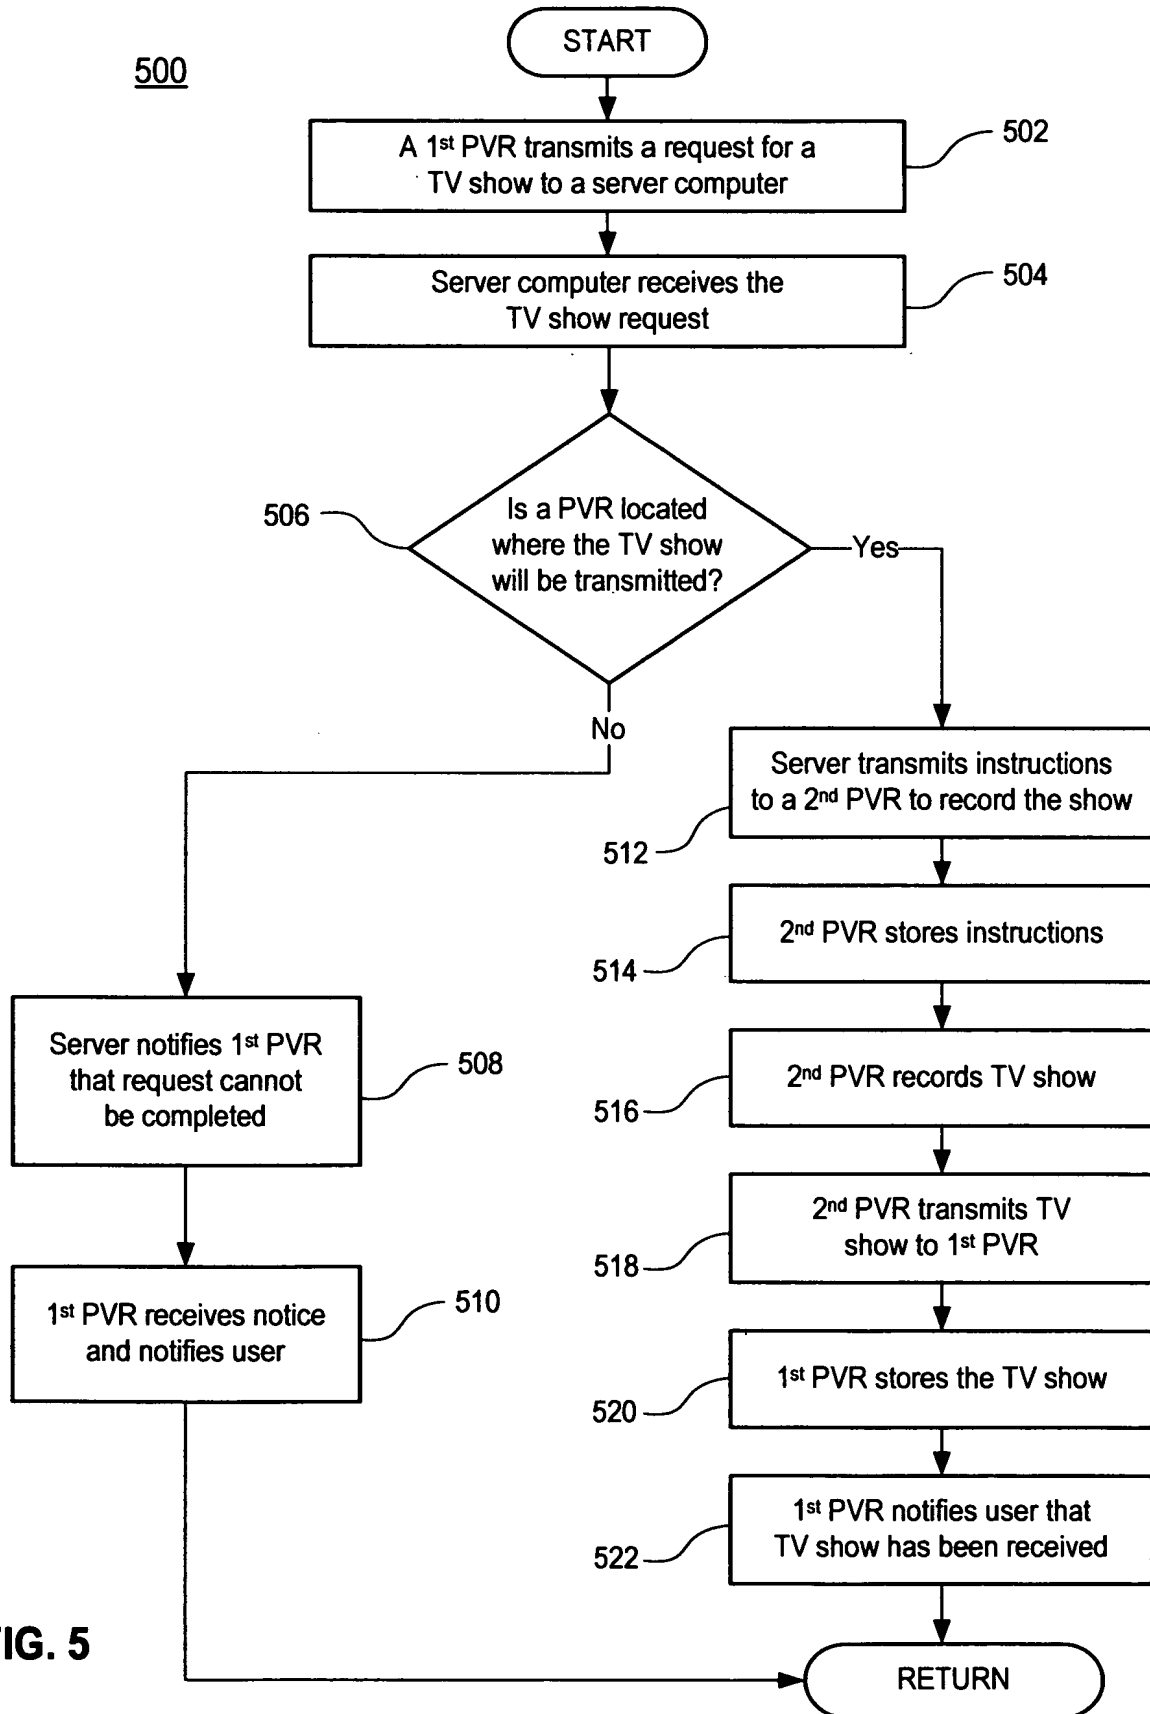 START
500
A 1st PVR transmits a request for a
TV show to a server computer
502
Server computer receives the
TV show request
504
506
Is a PVR located
where the TV show
will be transmitted?
Yes
No
Server transmits instructions
to a 2nd PVR to record the show
512
2nd PVR stores instructions
514
Server notifies 1st PVR
that request cannot
be completed
508
2nd PVR records TV show
516
2nd PVR transmits TV
show to 1st PVR
518
1st PVR receives notice
and notifies user
510
1st PVR stores the TV show
520
1st PVR notifies user that
TV show has been received
522
IG. 5
RETURN